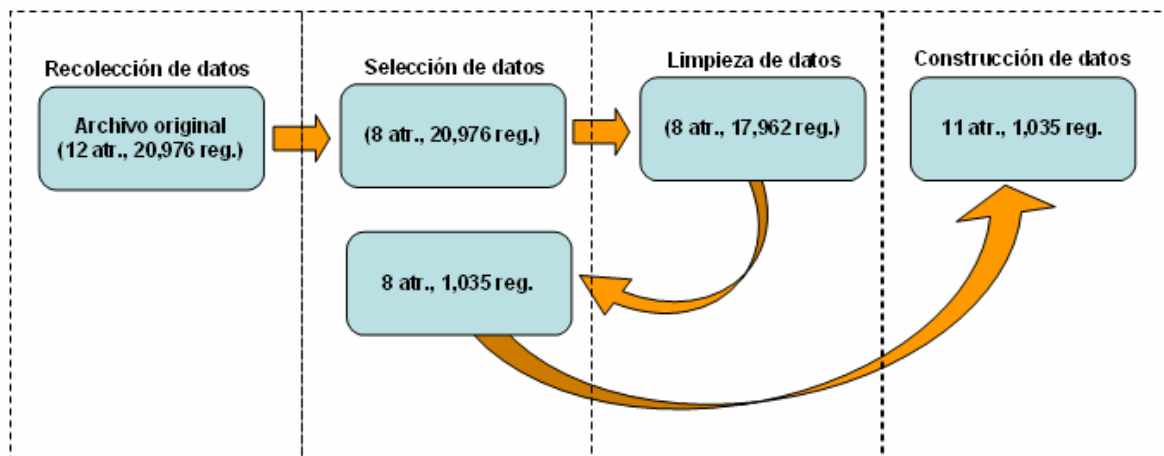 Recolección de datos
Archivo original
(12 atr., 20,976 reg.)
Selección de datos
(8 atr., 20,976 reg.)
8 atr., 1,035 reg.
Limpieza de datos
(8 atr., 17,962 reg.)
Construcción de datos
11 atr., 1,035 reg.